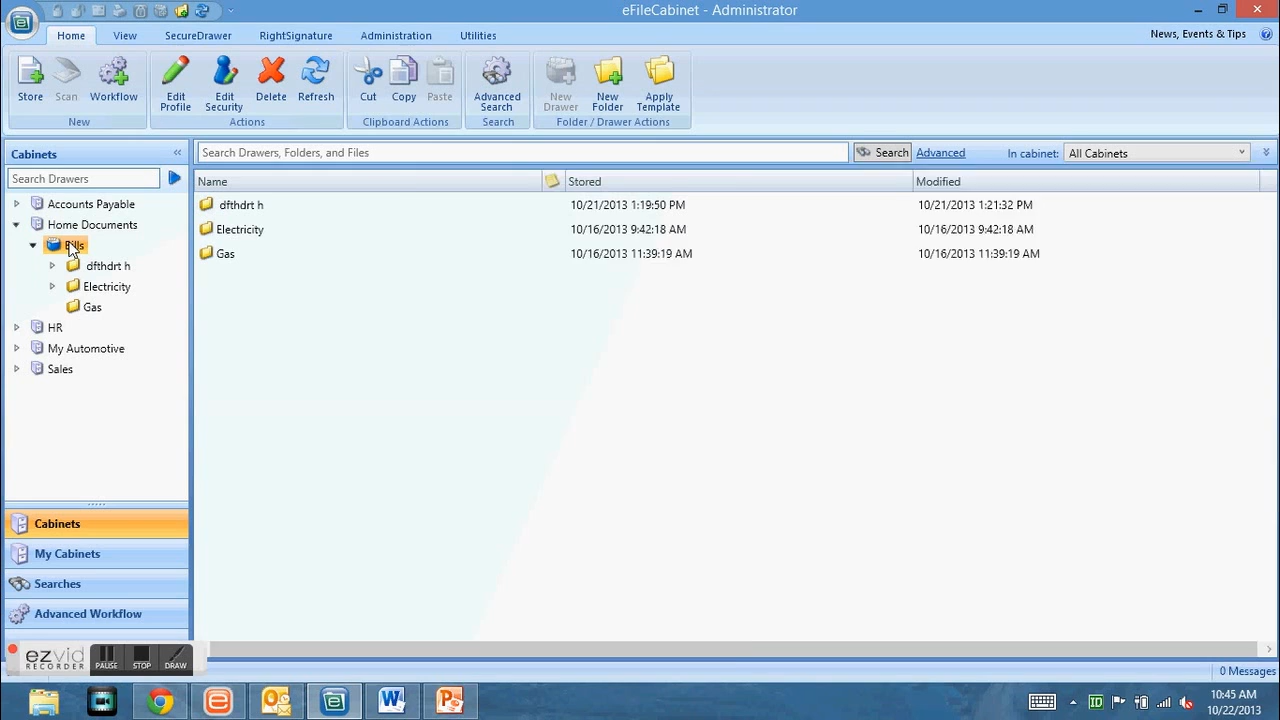 eFileCabinet - Administrator
Home View SecureDrawer RightSignature Administration Utilities News, Events & Tips
Store Scan Workflow Edit Profile Edit Security Delete Refresh Cut Copy Paste Advanced Search New Drawer New Folder Apply Template
New Actions Clipboard Actions Search Folder / Drawer Actions
Cabinets Search Drawers, Folders, and Files Search Advanced In cabinet: All Cabinets
Search Drawers Name Stored Modified
Accounts Payable dfthdrt h 10/21/2013 1:19:50 PM 10/21/2013 1:21:32 PM
Home Documents Electricity 10/16/2013 9:42:18 AM 10/16/2013 9:42:18 AM
Bills Gas 10/16/2013 11:39:19 AM 10/16/2013 11:39:19 AM
dfthdrt h
Electricity
Gas
HR
My Automotive
Sales
Cabinets
My Cabinets
Searches
Advanced Workflow
ezvid
RECORDER PAUSE STOP DRAW
0 Messages
10:45 AM
10/22/2013